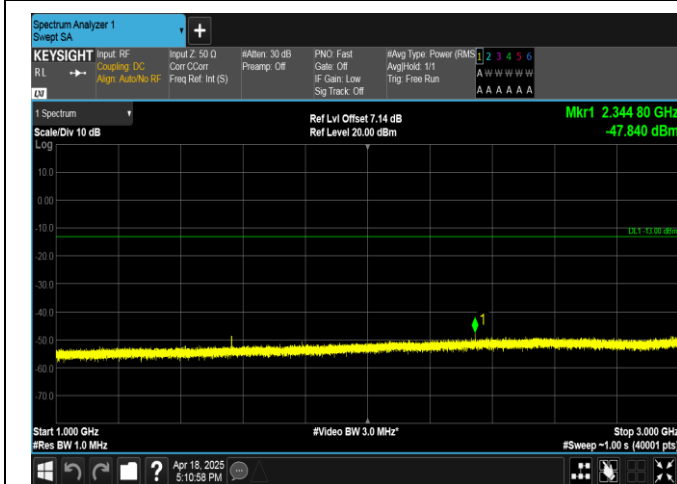 Spectrum Analyzer 1
Swept SA
+
KEYSIGHT
RL
LXI
Input: RF
Coupling: DC
Align: Auto/No RF
Input Z: 50 Ω
Corr CCorr
Freq Ref: Int (S)
#Atten: 30 dB
Preamp: Off
PNO: Fast
Gate: Off
IF Gain: Low
Sig Track: Off
#Avg Type: Power (RMS
Avg|Hold: 1/1
Trig: Free Run
1 2 3 4 5 6
A W W W W W
A A A A A A
1 Spectrum
Scale/Div 10 dB
Log
Ref Lvl Offset 7.14 dB
Ref Level 20.00 dBm
Mkr1 2.344 80 GHz
-47.840 dBm
10.0
0.00
-10.0
DL1 -13.00 dBm
-20.0
-30.0
-40.0
1
-50.0
-60.0
-70.0
Start 1.000 GHz
#Video BW 3.0 MHz*
Stop 3.000 GHz
#Res BW 1.0 MHz
#Sweep ~1.00 s (40001 pts)
?
Apr 18, 2025
5:10:58 PM